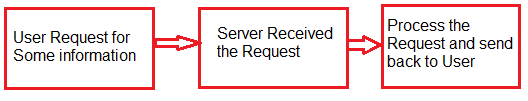 User Request for
Some information
Server Received
the Request
Process the
Request and send
back to User